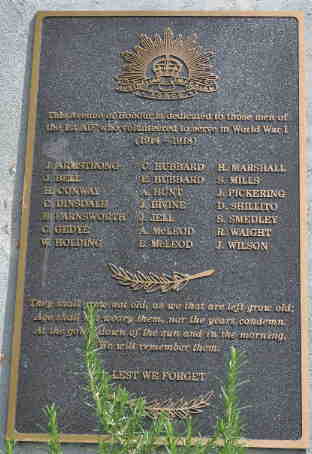 This Avenue of Honour is dedicated to those men of
the 1st AIF who volunteered to serve in World War I
(1914 - 1918)
J. ARMSTRONG C. HUBBARD H. MARSHALL
J. BELL E. HUBBARD S. MILLS
H. CONWAY A. HUNT J. PICKERING
C. DINSDALE J. IRVINE D. SHILLITO
B. FARNSWORTH J. JELL S. SMEDLEY
C. GEDYE A. McLEOD R. WAIGHT
W. HOLDING E. McLEOD J. WILSON
They shall grow not old, as we that are left grow old;
Age shall not weary them, nor the years condemn.
At the going down of the sun and in the morning,
We will remember them.
LEST WE FORGET